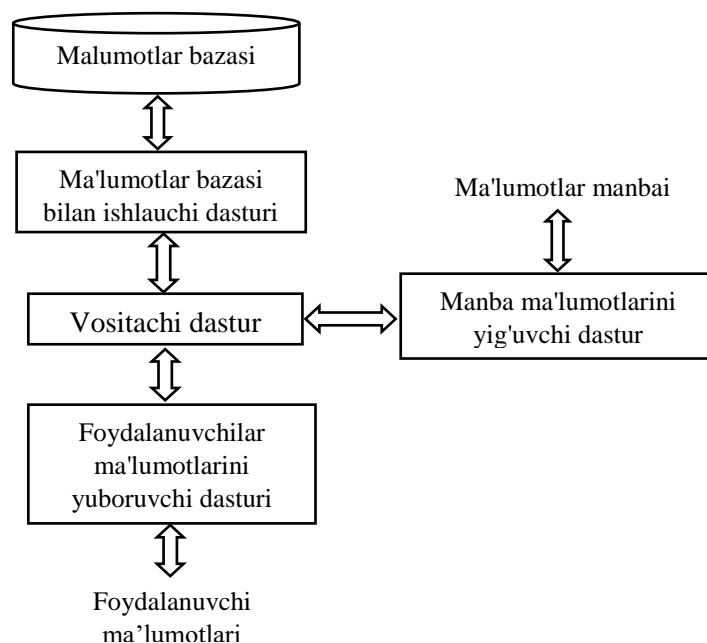 Malumotlar bazasi
Ma'lumotlar bazasi
bilan ishlauchi dasturi
Ma'lumotlar manbai
Vositachi dastur
Manba ma'lumotlarini
yig'uvchi dastur
Foydalanuvchilar
ma'lumotlarini
yuboruvchi dasturi
Foydalanuvchi
ma’lumotlari